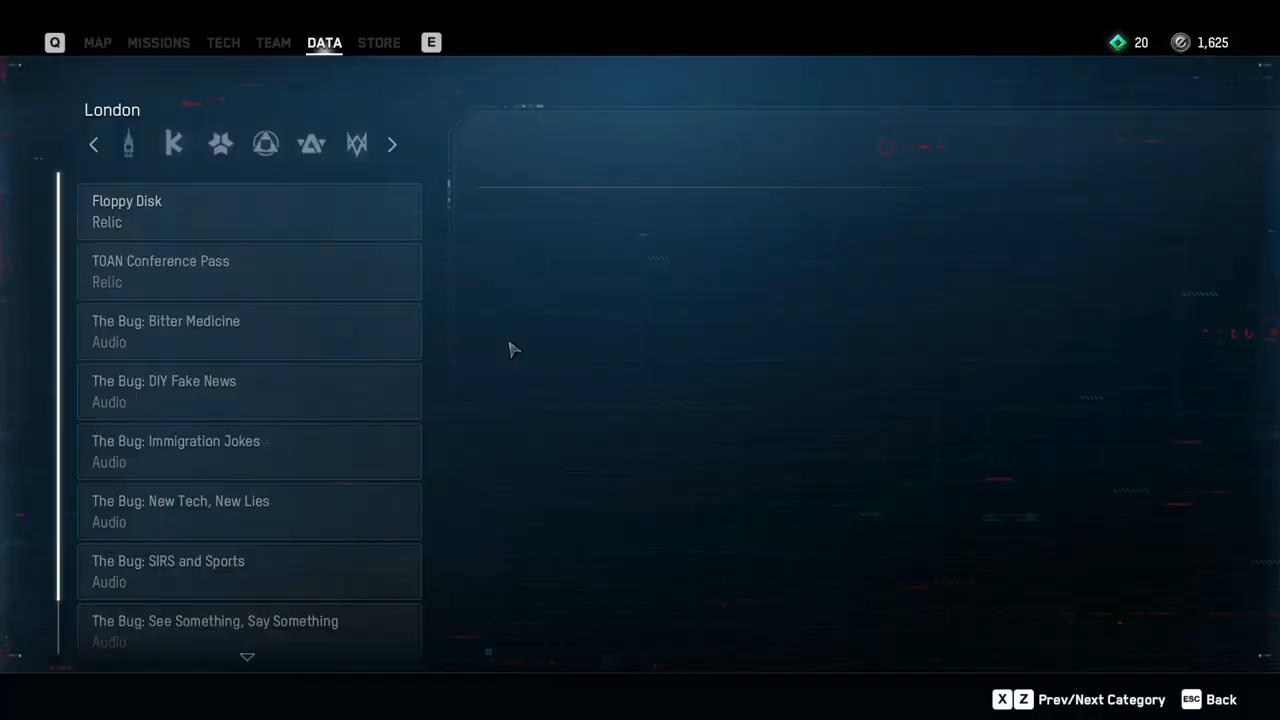 Q MAP MISSIONS TECH TEAM DATA STORE E 20 1,625
London
Floppy Disk
Relic
TOAN Conference Pass
Relic
The Bug: Bitter Medicine
Audio
The Bug: DIY Fake News
Audio
The Bug: Immigration Jokes
Audio
The Bug: New Tech, New Lies
Audio
The Bug: SIRS and Sports
Audio
The Bug: See Something, Say Something
Audio
X Z Prev/Next Category ESC Back